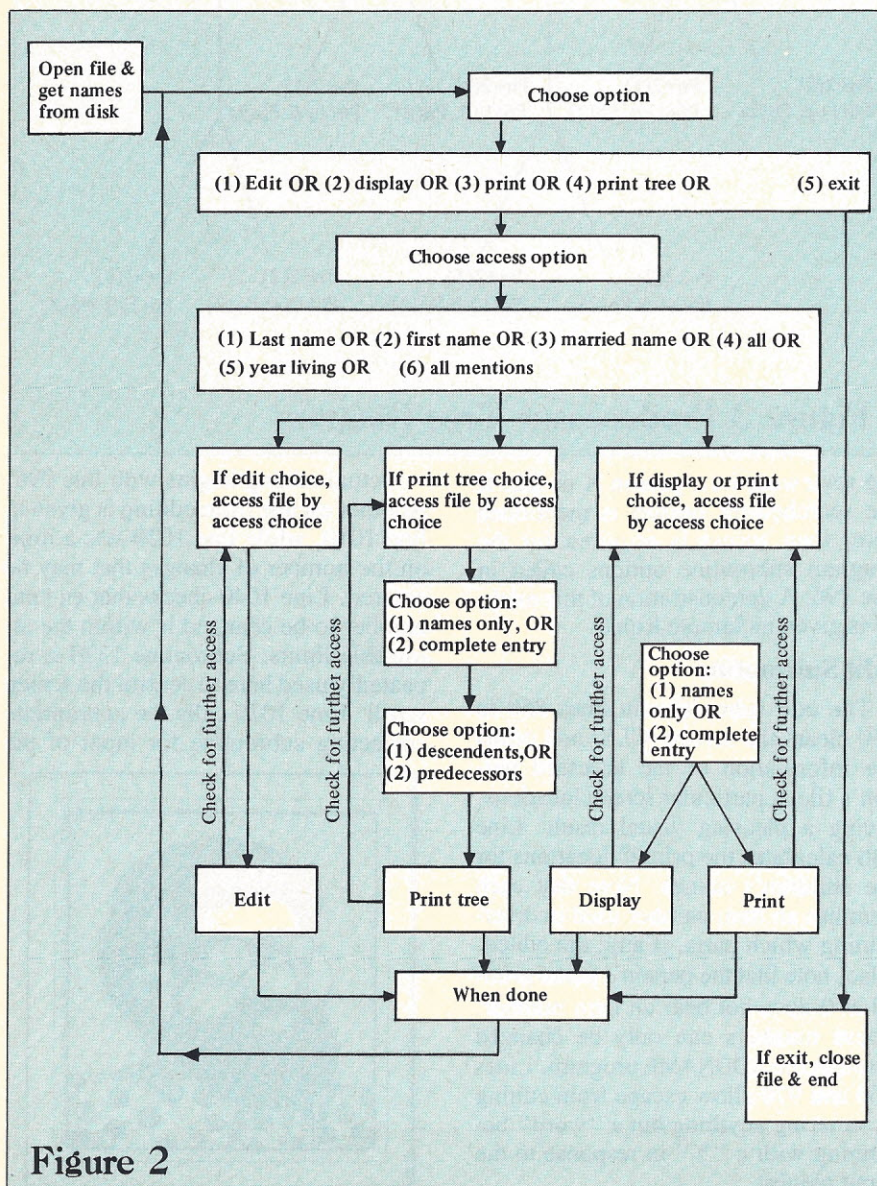 Open file &
get names
from disk
Choose option
(1) Edit OR (2) display OR (3) print OR (4) print tree OR (5) exit
Choose access option
(1) Last name OR (2) first name OR (3) married name OR (4) all OR
(5) year living OR (6) all mentions
If edit choice,
access file by
access choice
If print tree choice,
access file by access
choice
If display or print
choice, access file
by access choice
Check for further access
Check for further access
Choose option:
(1) names only, OR
(2) complete entry
Choose option:
(1) descendents,OR
(2) predecessors
Check for further access
Choose
option:
(1) names
only OR
(2) complete
entry
Check for further access
Edit
Print tree
Display
Print
When done
If exit, close
file & end
Figure 2